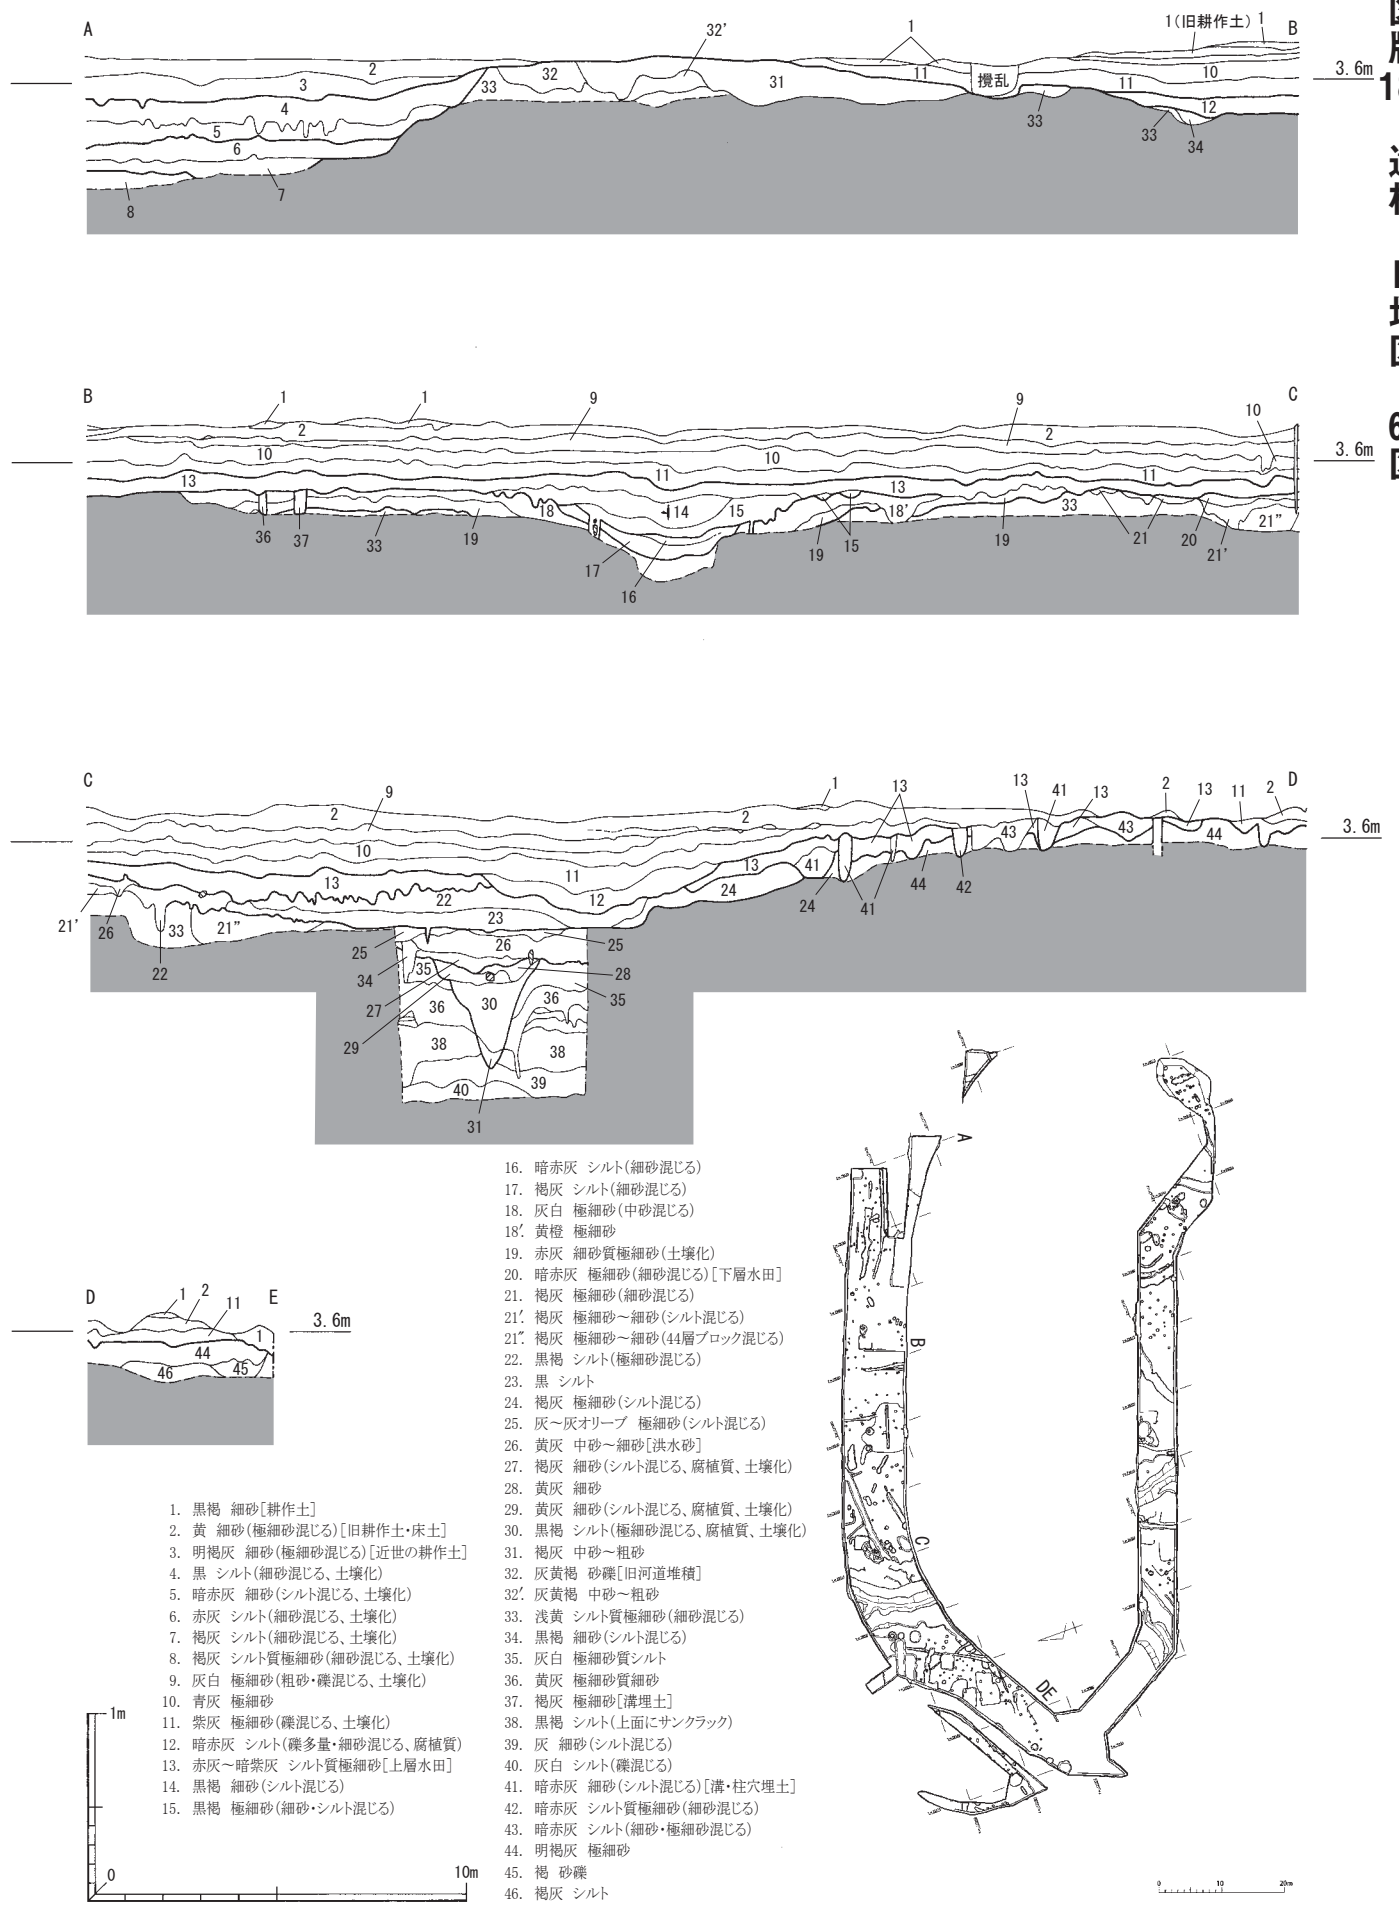 A
B
1(旧耕作土) 1
32'
1
2
3
33
32
31
11
攪乱
11
10
3.6m
4
5
6
7
8
33
12
33
34
B
C
1
1
9
9
10
2
2
3.6m
10
10
11
11
13
13
36
37
33
19
18
14
15
18'
19
15
19
33
21
20
21'
21”
17
16
C
D
9
1
13
13
41
13
2
13
11
2
2
2
3.6m
10
11
13
12
13
41
43
43
44
22
24
24
41
44
42
23
21'
26
33
21”
22
25
26
25
34
35
28
27
30
36
36
35
29
38
38
39
40
31
D
E
1
2
11
1
3.6m
44
46
45
1. 黒褐 細砂[耕作土]
2. 黄 細砂(極細砂混じる)[旧耕作土・床土]
3. 明褐灰 細砂(極細砂混じる)[近世の耕作土]
4. 黒 シルト(細砂混じる、土壌化)
5. 暗赤灰 細砂(シルト混じる、土壌化)
6. 赤灰 シルト(細砂混じる、土壌化)
7. 褐灰 シルト(細砂混じる、土壌化)
8. 褐灰 シルト質極細砂(細砂混じる、土壌化)
9. 灰白 極細砂(粗砂・礫混じる、土壌化)
10. 青灰 極細砂
11. 紫灰 極細砂(礫混じる、土壌化)
12. 暗赤灰 シルト(礫多量・細砂混じる、腐植質)
13. 赤灰～暗紫灰 シルト質極細砂[上層水田]
14. 黒褐 細砂(シルト混じる)
15. 黒褐 極細砂(細砂・シルト混じる)
16. 暗赤灰 シルト(細砂混じる)
17. 褐灰 シルト(細砂混じる)
18. 灰白 極細砂(中砂混じる)
18'. 黄橙 極細砂
19. 赤灰 細砂質極細砂(土壌化)
20. 暗赤灰 極細砂(細砂混じる)[下層水田]
21. 褐灰 極細砂(細砂混じる)
21'. 褐灰 極細砂～細砂(シルト混じる)
21”. 褐灰 極細砂～細砂(44層ブロック混じる)
22. 黒褐 シルト(極細砂混じる)
23. 黒 シルト
24. 褐灰 極細砂(シルト混じる)
25. 灰～灰オリーブ 極細砂(シルト混じる)
26. 黄灰 中砂～細砂[洪水砂]
27. 褐灰 細砂(シルト混じる、腐植質、土壌化)
28. 黄灰 細砂
29. 黄灰 細砂(シルト混じる、腐植質、土壌化)
30. 黒褐 シルト(極細砂混じる、腐植質、土壌化)
31. 褐灰 中砂～粗砂
32. 灰黄褐 砂礫[旧河道堆積]
32'. 灰黄褐 中砂～粗砂
33. 浅黄 シルト質極細砂(細砂混じる)
34. 黒褐 細砂(シルト混じる)
35. 灰白 極細砂質シルト
36. 黄灰 極細砂質細砂
37. 褐灰 極細砂[溝埋土]
38. 黒褐 シルト(上面にサンクラック)
39. 灰 細砂(シルト混じる)
40. 灰白 シルト(礫混じる)
41. 暗赤灰 細砂(シルト混じる)[溝・柱穴埋土]
42. 暗赤灰 シルト質極細砂(細砂混じる)
43. 暗赤灰 シルト(細砂・極細砂混じる)
44. 明褐灰 極細砂
45. 褐 砂礫
46. 褐灰 シルト
1m
0
10m
A
B
C
DE
0 10 20m